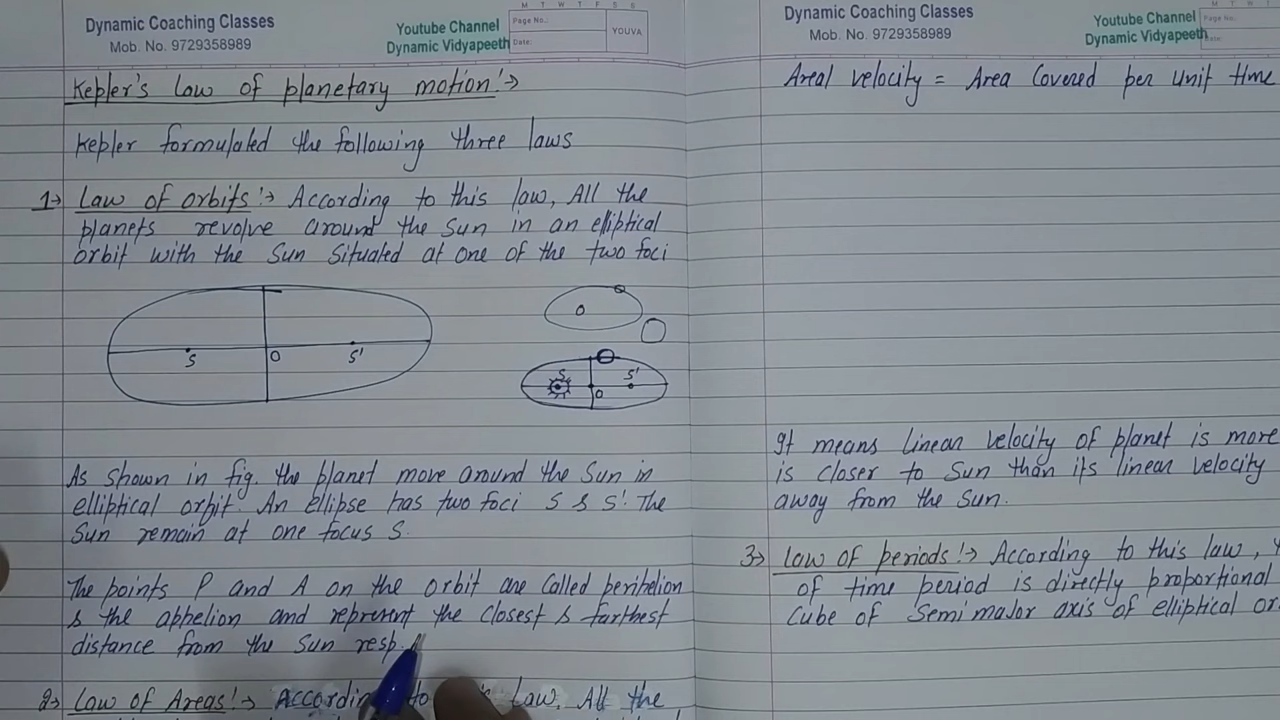 Dynamic Coaching Classes
Mob. No. 9729358989
Youtube Channel
Dynamic Vidyapeeth
M T W T F S S
Page No.:
Date:
YOUVA
Kepler's Law of planetary motion:→
Kepler formulated the following three laws
1→ Law of orbits:→ According to this law, All the
planets revolve around the Sun in an elliptical
orbit with the Sun Situated at one of the two foci
S O S'
S O S'
As shown in fig. the planet move around the Sun in
elliptical orbit. An ellipse has two foci S & S'. The
Sun remain at one focus S.
The points P and A on the orbit are called perihelion
& the aphelion and represent the closest & farthest
distance from the Sun resp.
2→ Law of Areas:→ According to Law, All the
Dynamic Coaching Classes
Mob. No. 9729358989
Youtube Channel
Dynamic Vidyapeeth
M T W T
Page No.:
Date:
Areal velocity = Area Covered per unit time
It means linear velocity of planet is more
is closer to Sun than its linear velocity
away from the Sun.
3→ Law of periods:→ According to this law,
of time period is directly proportional
Cube of Semi major axis of elliptical or